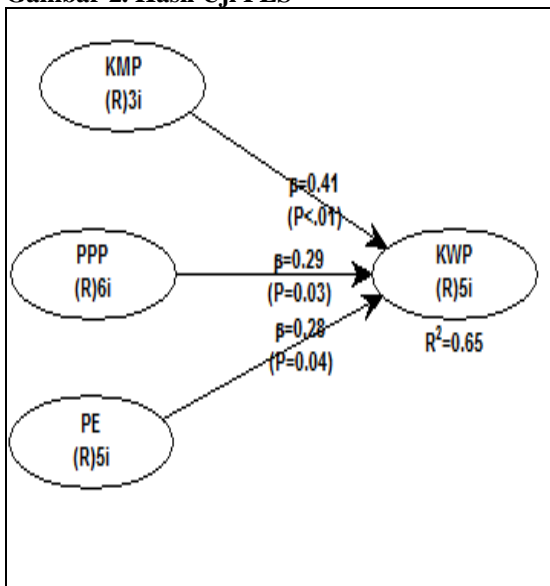 Gambar 2. Hasil Uji PLS
KMP
(R)3i
β=0.41
(P<.01)
PPP
(R)6i
β=0.29
(P=0.03)
KWP
(R)5i
R²=0.65
β=0.28
(P=0.04)
PE
(R)5i